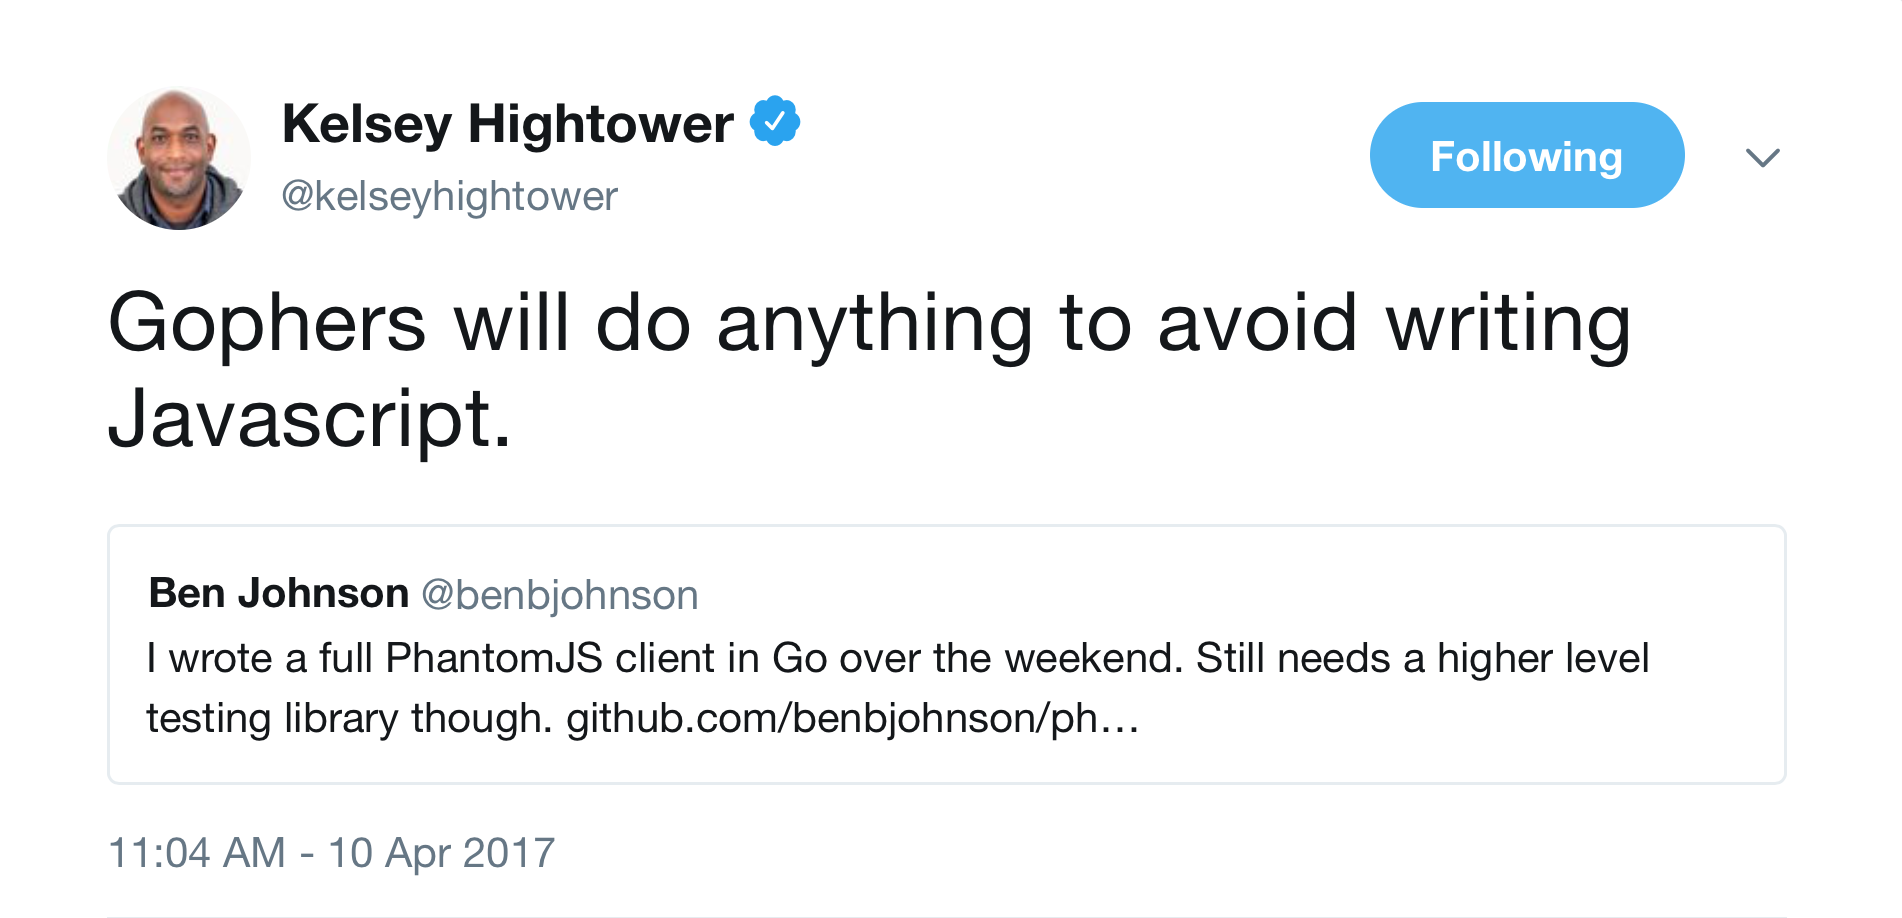 Kelsey Hightower
@kelseyhightower
Following
Gophers will do anything to avoid writing
Javascript.
Ben Johnson @benbjohnson
I wrote a full PhantomJS client in Go over the weekend. Still needs a higher level
testing library though. github.com/benbjohnson/ph…
11:04 AM - 10 Apr 2017